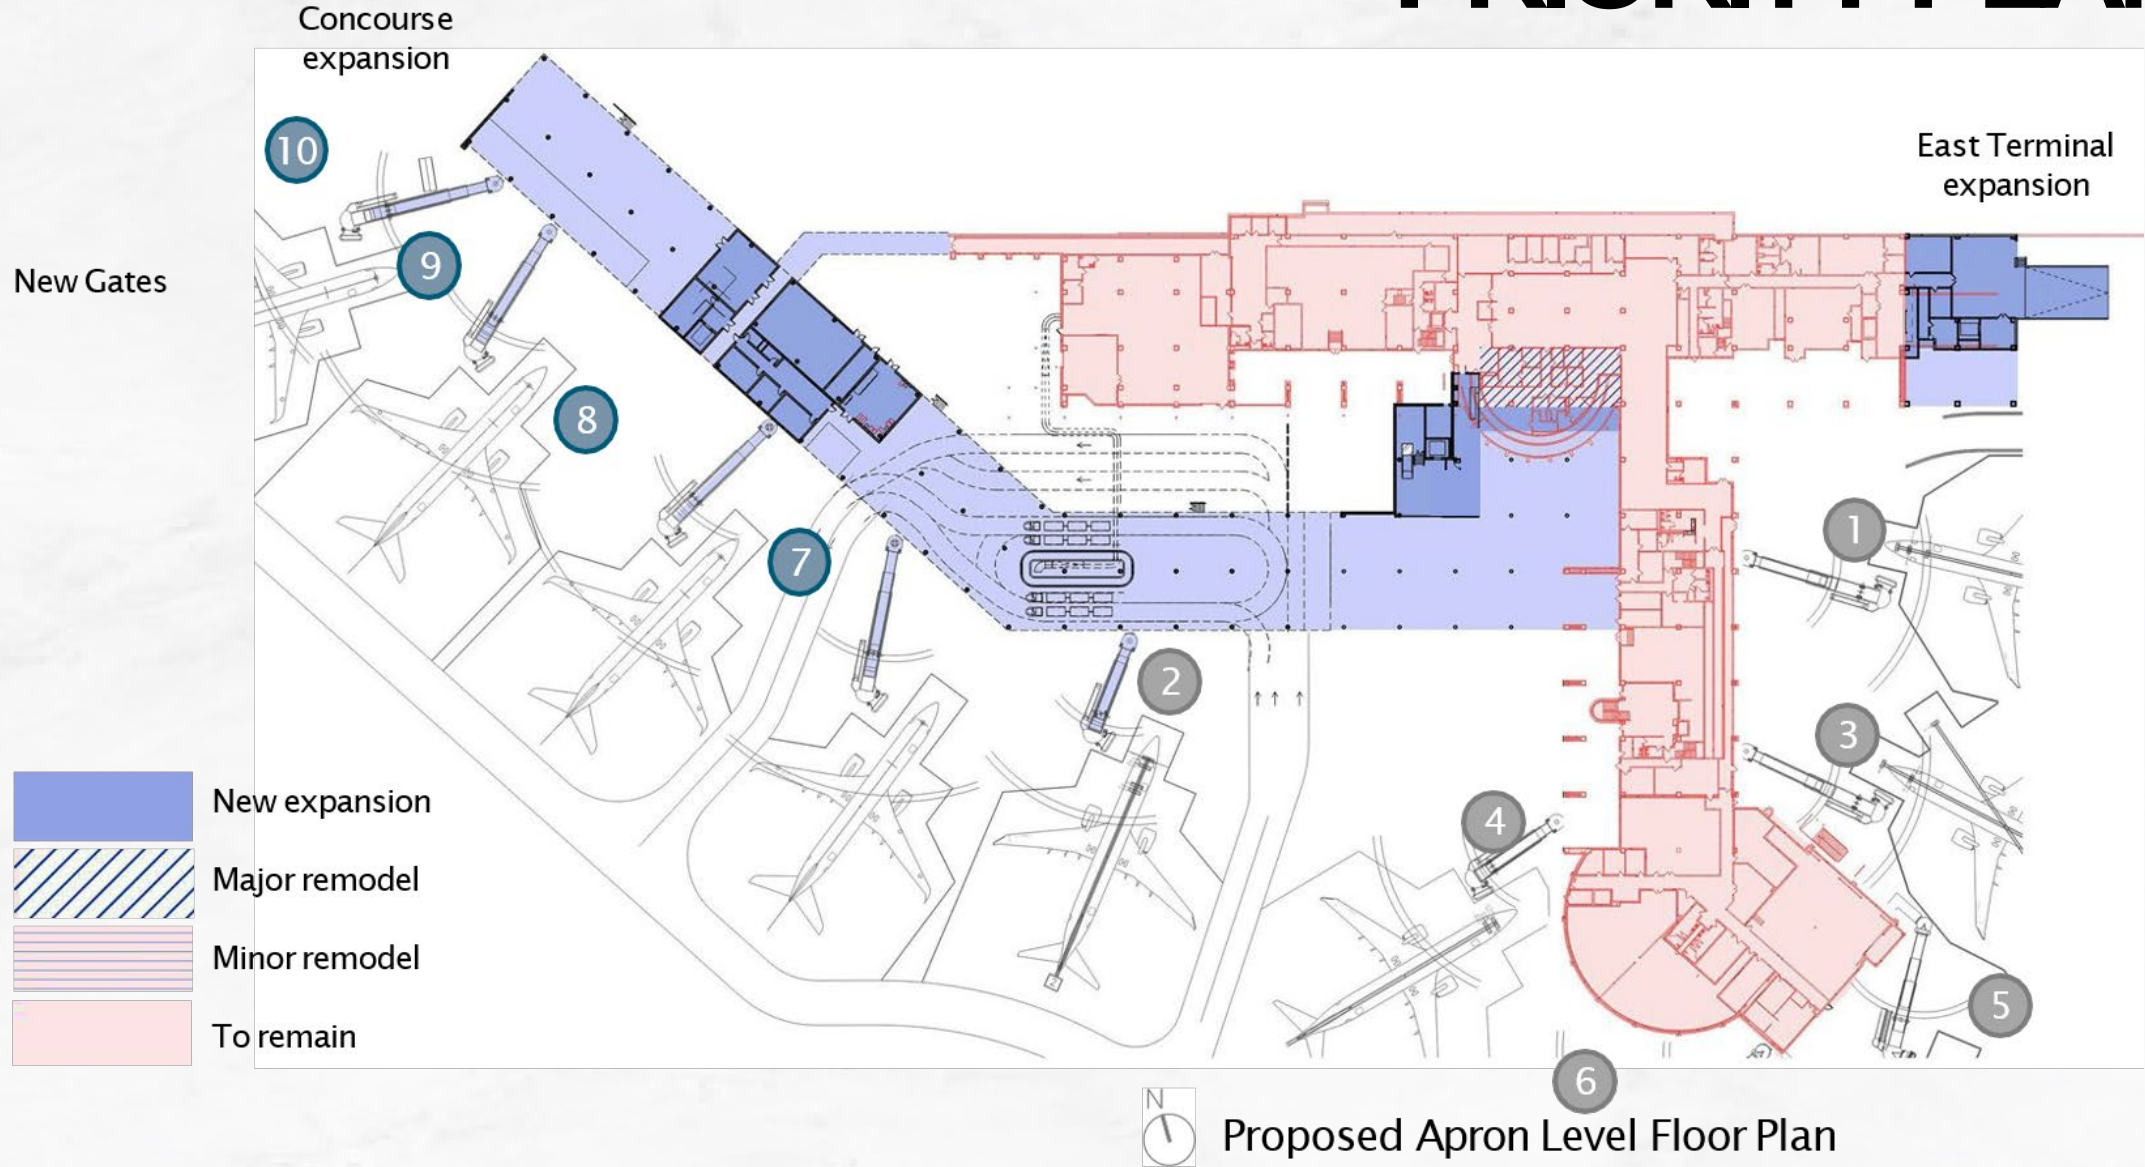 Concourse
expansion
10
East Terminal
expansion
9
New Gates
8
1
7
2
3
New expansion
4
Major remodel
Minor remodel
5
To remain
6
N
Proposed Apron Level Floor Plan